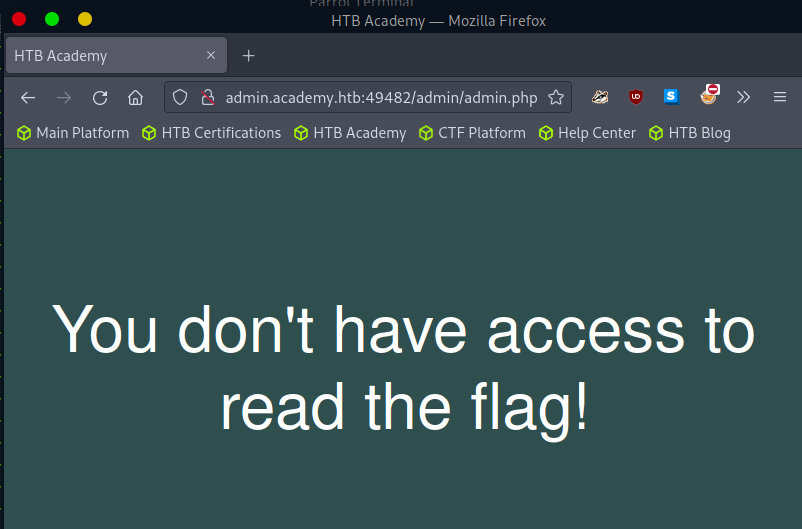 Parrot Terminal
HTB Academy — Mozilla Firefox
HTB Academy
admin.academy.htb:49482/admin/admin.php
Main Platform HTB Certifications HTB Academy CTF Platform Help Center HTB Blog
You don't have access to
read the flag!